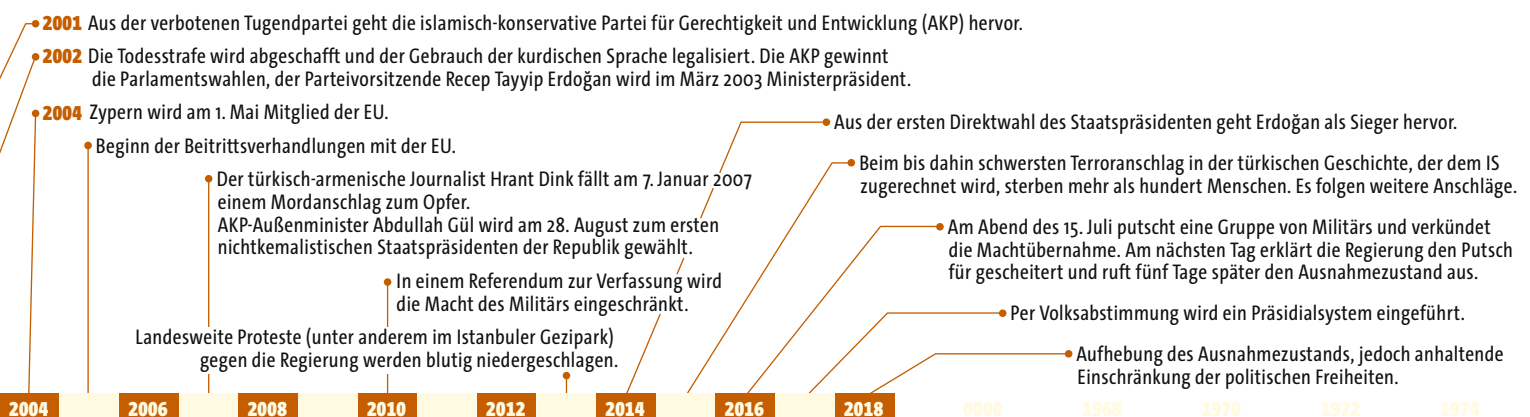 2001 Aus der verbotenen Tugendpartei geht die islamisch-konservative Partei für Gerechtigkeit und Entwicklung (AKP) hervor.
2002 Die Todesstrafe wird abgeschafft und der Gebrauch der kurdischen Sprache legalisiert. Die AKP gewinnt
die Parlamentswahlen, der Parteivorsitzende Recep Tayyip Erdoğan wird im März 2003 Ministerpräsident.
2004 Zypern wird am 1. Mai Mitglied der EU.
Beginn der Beitrittsverhandlungen mit der EU.
Der türkisch-armenische Journalist Hrant Dink fällt am 7. Januar 2007
einem Mordanschlag zum Opfer.
AKP-Außenminister Abdullah Gül wird am 28. August zum ersten
nichtkemalistischen Staatspräsidenten der Republik gewählt.
In einem Referendum zur Verfassung wird
die Macht des Militärs eingeschränkt.
Landesweite Proteste (unter anderem im Istanbuler Gezipark)
gegen die Regierung werden blutig niedergeschlagen.
Aus der ersten Direktwahl des Staatspräsidenten geht Erdoğan als Sieger hervor.
Beim bis dahin schwersten Terroranschlag in der türkischen Geschichte, der dem IS
zugerechnet wird, sterben mehr als hundert Menschen. Es folgen weitere Anschläge.
Am Abend des 15. Juli putscht eine Gruppe von Militärs und verkündet
die Machtübernahme. Am nächsten Tag erklärt die Regierung den Putsch
für gescheitert und ruft fünf Tage später den Ausnahmezustand aus.
Per Volksabstimmung wird ein Präsidialsystem eingeführt.
Aufhebung des Ausnahmezustands, jedoch anhaltende
Einschränkung der politischen Freiheiten.
2004 2006 2008 2010 2012 2014 2016 2018 0000 1968 1970 1972 1974